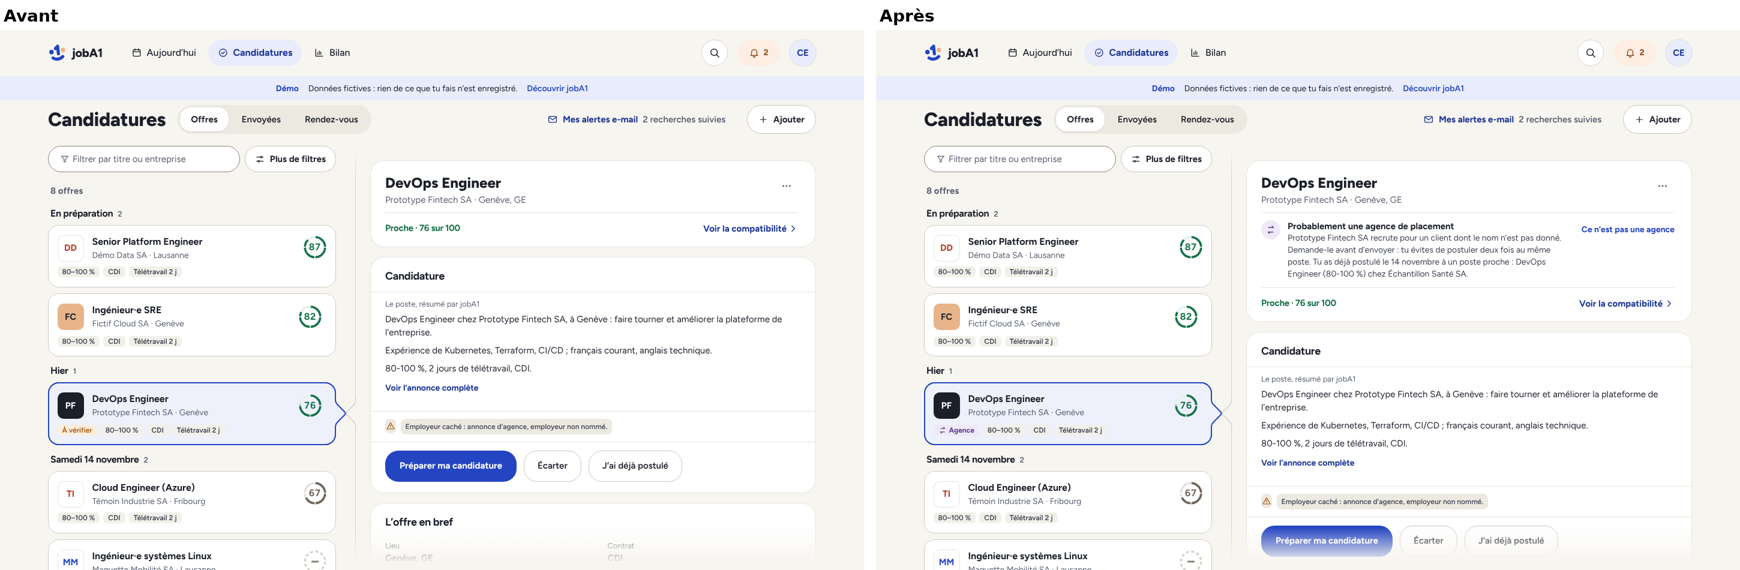 Avant
jobA1
Aujourd'hui
Candidatures
Bilan
2
CE
Démo Données fictives : rien de ce que tu fais n'est enregistré. Découvrir jobA1
Candidatures
Offres
Envoyées
Rendez-vous
Mes alertes e-mail 2 recherches suivies
Ajouter
Filtrer par titre ou entreprise
Plus de filtres
8 offres
En préparation 2
DD
Senior Platform Engineer
Démo Data SA · Lausanne
87
80–100 % CDI Télétravail 2 j
FC
Ingénieur·e SRE
Fictif Cloud SA · Genève
82
80–100 % CDI Télétravail 2 j
Hier 1
PF
DevOps Engineer
Prototype Fintech SA · Genève
76
À vérifier 80–100 % CDI Télétravail 2 j
Samedi 14 novembre 2
TI
Cloud Engineer (Azure)
Témoin Industrie SA · Fribourg
67
80–100 % CDI Télétravail 2 j
MM
Ingénieur·e systèmes Linux
Maquette Mobilité SA · Lausanne
DevOps Engineer
Prototype Fintech SA · Genève, GE
Proche · 76 sur 100
Voir la compatibilité
Candidature
Le poste, résumé par jobA1
DevOps Engineer chez Prototype Fintech SA, à Genève : faire tourner et améliorer la plateforme de
l'entreprise.
Expérience de Kubernetes, Terraform, CI/CD ; français courant, anglais technique.
80-100 %, 2 jours de télétravail, CDI.
Voir l'annonce complète
Employeur caché : annonce d'agence, employeur non nommé.
Préparer ma candidature
Écarter
J'ai déjà postulé
L'offre en bref
Lieu
Contrat
Genève, GE
CDI
Après
jobA1
Aujourd'hui
Candidatures
Bilan
2
CE
Démo Données fictives : rien de ce que tu fais n'est enregistré. Découvrir jobA1
Candidatures
Offres
Envoyées
Rendez-vous
Mes alertes e-mail 2 recherches suivies
Ajouter
Filtrer par titre ou entreprise
Plus de filtres
8 offres
En préparation 2
DD
Senior Platform Engineer
Démo Data SA · Lausanne
87
80–100 % CDI Télétravail 2 j
FC
Ingénieur·e SRE
Fictif Cloud SA · Genève
82
80–100 % CDI Télétravail 2 j
Hier 1
PF
DevOps Engineer
Prototype Fintech SA · Genève
76
Agence 80–100 % CDI Télétravail 2 j
Samedi 14 novembre 2
TI
Cloud Engineer (Azure)
Témoin Industrie SA · Fribourg
67
80–100 % CDI Télétravail 2 j
MM
Ingénieur·e systèmes Linux
Maquette Mobilité SA · Lausanne
DevOps Engineer
Prototype Fintech SA · Genève, GE
Probablement une agence de placement
Prototype Fintech SA recrute pour un client dont le nom n'est pas donné.
Demande-le avant d'envoyer : tu évites de postuler deux fois au même
poste. Tu as déjà postulé le 14 novembre à un poste proche : DevOps
Engineer (80-100 %) chez Échantillon Santé SA.
Ce n'est pas une agence
Proche · 76 sur 100
Voir la compatibilité
Candidature
Le poste, résumé par jobA1
DevOps Engineer chez Prototype Fintech SA, à Genève : faire tourner et améliorer la plateforme de
l'entreprise.
Expérience de Kubernetes, Terraform, CI/CD ; français courant, anglais technique.
80-100 %, 2 jours de télétravail, CDI.
Voir l'annonce complète
Employeur caché : annonce d'agence, employeur non nommé.
Préparer ma candidature
Écarter
J'ai déjà postulé